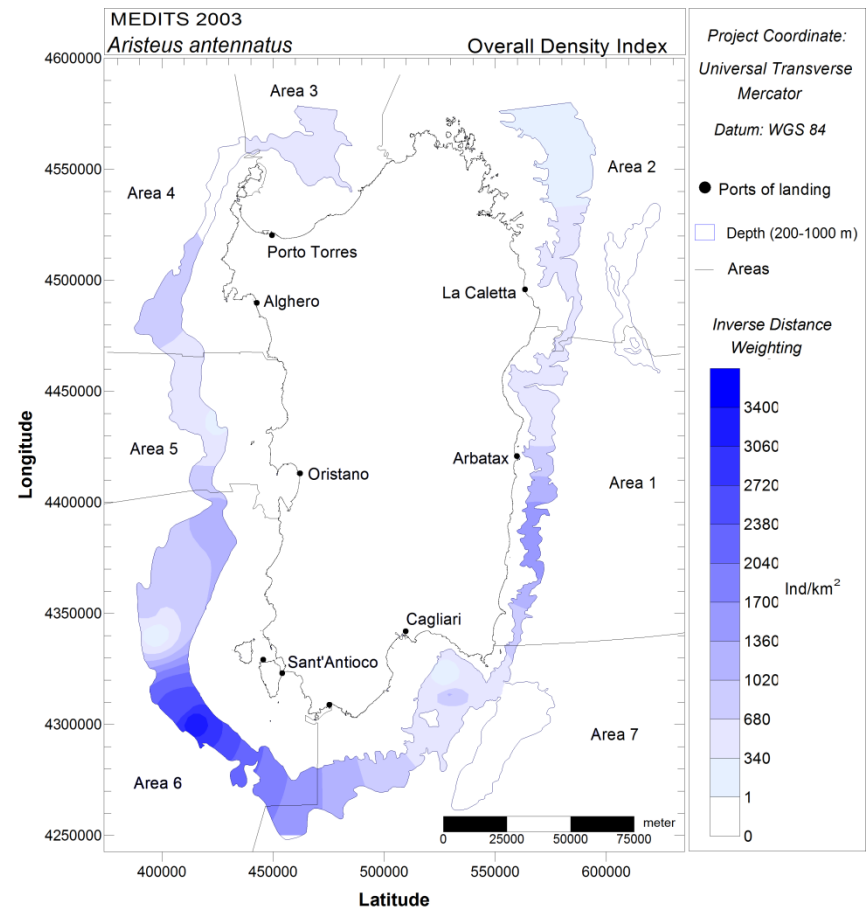 MEDITS 2003
Aristeus antennatus
Overall Density Index
Project Coordinate:
Universal Transverse
Mercator
Datum: WGS 84
Ports of landing
Depth (200-1000 m)
Areas
Inverse Distance
Weighting
3400
3060
2720
2380
2040
1700
1360
1020
680
340
1
0
Ind/km²
4600000
4550000
4500000
4450000
4400000
4350000
4300000
4250000
Longitude
Area 3
Area 2
Area 4
Porto Torres
La Caletta
Alghero
Area 5
Arbatax
Oristano
Area 1
Cagliari
Sant'Antioco
Area 7
Area 6
meter
0
25000
50000
75000
400000
450000
500000
550000
600000
Latitude